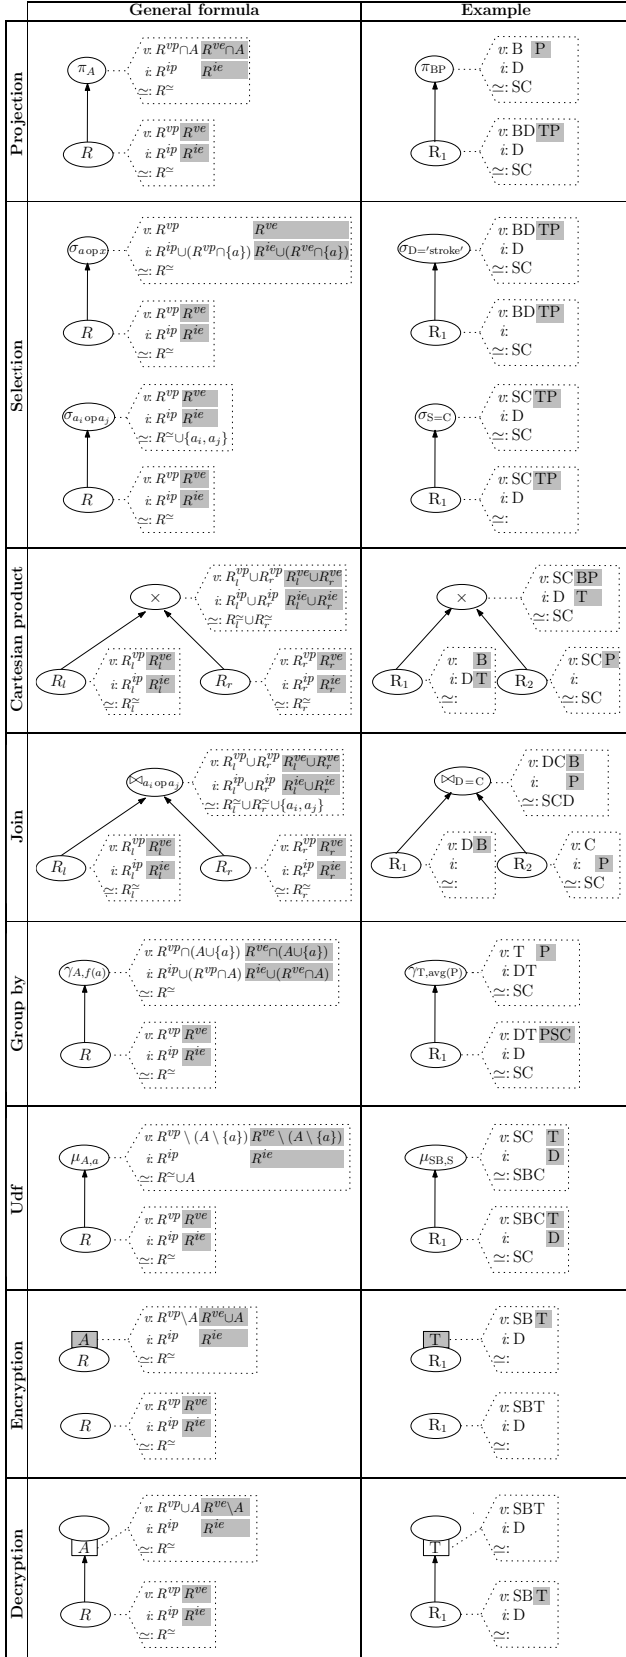 General formula Example
Projection
π_A
v: R^vp∩A R^ve∩A
i: R^ip R^ie
≃: R^≃
R
v: R^vp R^ve
i: R^ip R^ie
≃: R^≃
π_BP
v: B P
i: D
≃: SC
R_1
v: BD TP
i: D
≃: SC
Selection
σ_{a op x}
v: R^vp R^ve
i: R^ip∪(R^vp∩{a}) R^ie∪(R^ve∩{a})
≃: R^≃
R
v: R^vp R^ve
i: R^ip R^ie
≃: R^≃
σ_{D='stroke'}
v: BD TP
i: D
≃: SC
R_1
v: BD TP
i:
≃: SC
σ_{a_i op a_j}
v: R^vp R^ve
i: R^ip R^ie
≃: R^≃∪{a_i, a_j}
R
v: R^vp R^ve
i: R^ip R^ie
≃: R^≃
σ_{S=C}
v: SC TP
i: D
≃: SC
R_1
v: SC TP
i: D
≃:
Cartesian product
×
v: R_l^vp∪R_r^vp R_l^ve∪R_r^ve
i: R_l^ip∪R_r^ip R_l^ie∪R_r^ie
≃: R_l^≃∪R_r^≃
R_l
v: R_l^vp R_l^ve
i: R_l^ip R_l^ie
≃: R_l^≃
R_r
v: R_r^vp R_r^ve
i: R_r^ip R_r^ie
≃: R_r^≃
×
v: SC BP
i: D T
≃: SC
R_1
v: B
i: D T
≃:
R_2
v: SC P
i:
≃: SC
Join
⋈_{a_i op a_j}
v: R_l^vp∪R_r^vp R_l^ve∪R_r^ve
i: R_l^ip∪R_r^ip R_l^ie∪R_r^ie
≃: R_l^≃∪R_r^≃∪{a_i, a_j}
R_l
v: R_l^vp R_l^ve
i: R_l^ip R_l^ie
≃: R_l^≃
R_r
v: R_r^vp R_r^ve
i: R_r^ip R_r^ie
≃: R_r^≃
⋈_{D=C}
v: DC B
i: P
≃: SCD
R_1
v: D B
i:
≃:
R_2
v: C
i: P
≃: SC
Group by
γ_{A,f(a)}
v: R^vp∩(A∪{a}) R^ve∩(A∪{a})
i: R^ip∪(R^vp∩A) R^ie∪(R^ve∩A)
≃: R^≃
R
v: R^vp R^ve
i: R^ip R^ie
≃: R^≃
γ_{T,avg(P)}
v: T P
i: DT
≃: SC
R_1
v: DT PSC
i: D
≃: SC
Udf
μ_{A,a}
v: R^vp \ (A \ {a}) R^ve \ (A \ {a})
i: R^ip R^ie
≃: R^≃∪A
R
v: R^vp R^ve
i: R^ip R^ie
≃: R^≃
μ_{SB,S}
v: SC T
i: D
≃: SBC
R_1
v: SBC T
i: D
≃: SC
Encryption
A
R
v: R^vp\A R^ve∪A
i: R^ip R^ie
≃: R^≃
R
v: R^vp R^ve
i: R^ip R^ie
≃: R^≃
T
R_1
v: SB T
i: D
≃:
R_1
v: SBT
i: D
≃:
Decryption
A
v: R^vp∪A R^ve\A
i: R^ip R^ie
≃: R^≃
R
v: R^vp R^ve
i: R^ip R^ie
≃: R^≃
T
v: SBT
i: D
≃:
R_1
v: SB T
i: D
≃: